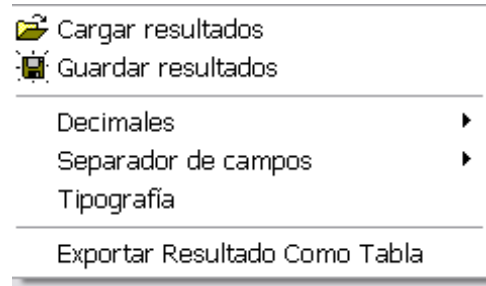 Cargar resultados
Guardar resultados
Decimales
Separador de campos
Tipografía
Exportar Resultado Como Tabla